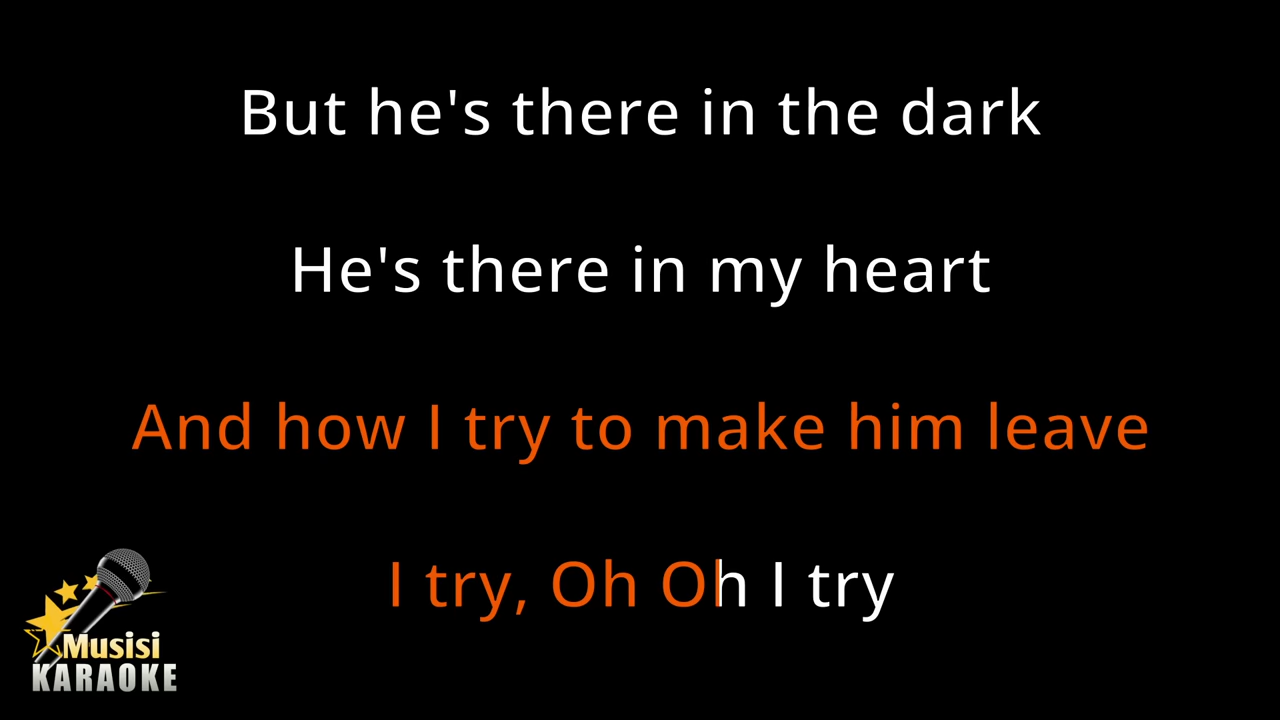 But he's there in the dark
He's there in my heart
And how I try to make him leave
I try, Oh Oh I try
Musisi
KARAOKE